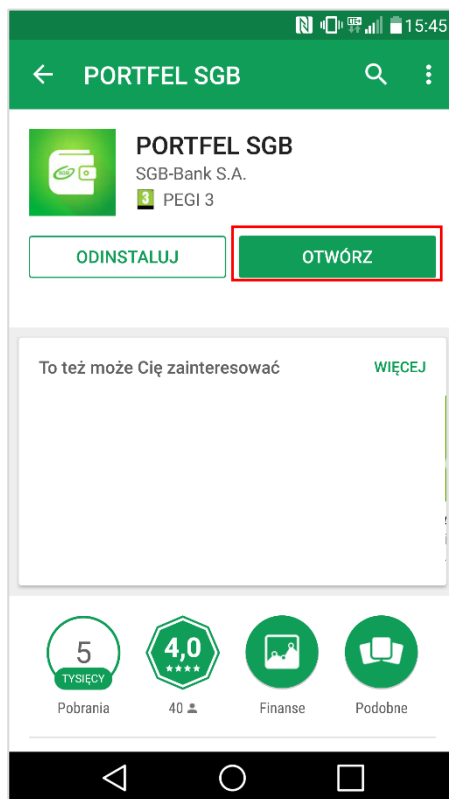 15:45
PORTFEL SGB
PORTFEL SGB
SGB-Bank S.A.
3 PEGI 3
ODINSTALUJ
OTWÓRZ
To też może Cię zainteresować
WIĘCEJ
5
TYSIĘCY
4,0
Pobrania
40
Finanse
Podobne